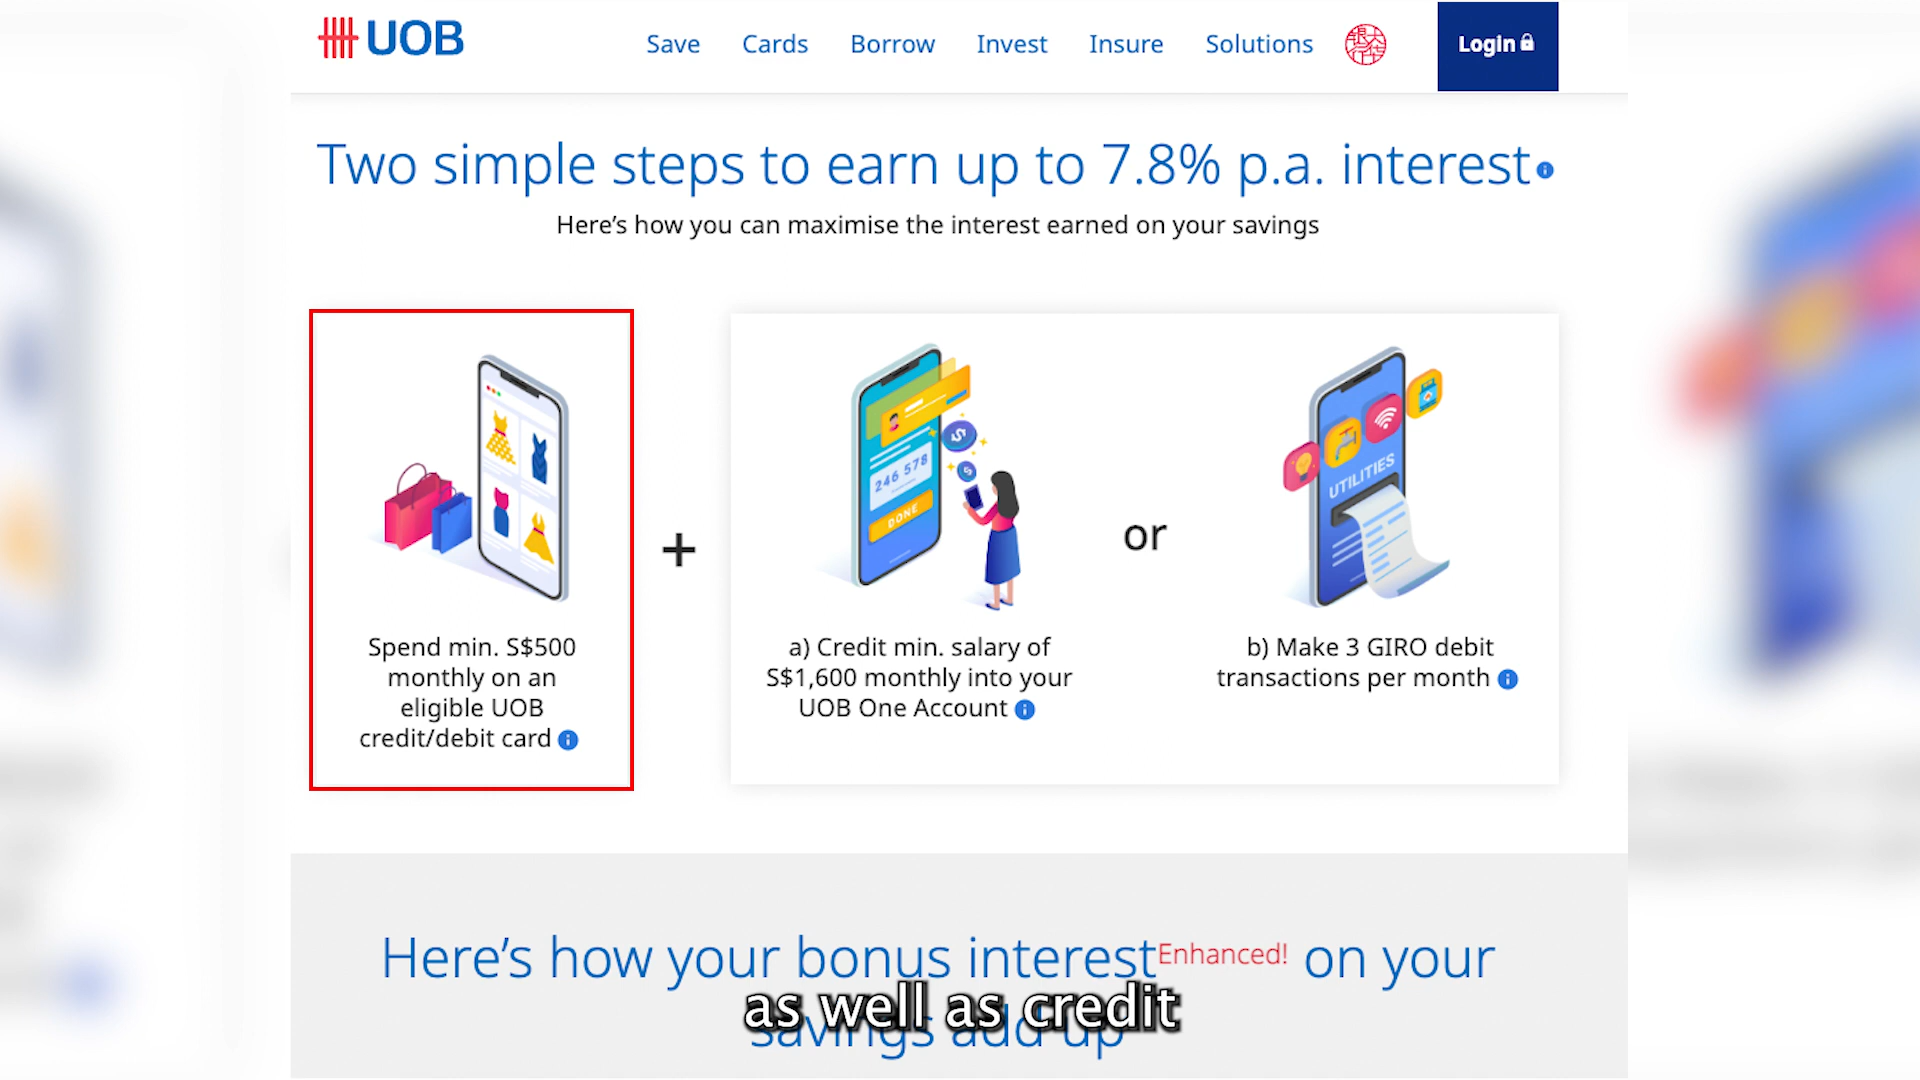 UOB
Save Cards Borrow Invest Insure Solutions Login
Two simple steps to earn up to 7.8% p.a. interest
Here's how you can maximise the interest earned on your savings
Spend min. S$500
monthly on an
eligible UOB
credit/debit card
+
246 578
DONE
a) Credit min. salary of
S$1,600 monthly into your
UOB One Account
or
UTILITIES
b) Make 3 GIRO debit
transactions per month
Here's how your bonus interest Enhanced! on your
savings add up
as well as credit